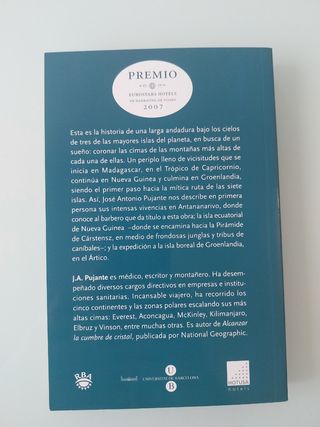 PREMIO
EUROSTARS HOTELS
DE NARRATIVA DE VIAJES
2007
Esta es la historia de una larga andadura bajo los cielos
de tres de las mayores islas del planeta, en busca de un
sueño: coronar las cimas de las montañas más altas de
cada una de ellas. Un periplo lleno de vicisitudes que se
inicia en Madagascar, en el Trópico de Capricornio,
continúa en Nueva Guinea y culmina en Groenlandia,
siendo el primer paso hacia la mítica ruta de las siete
islas. Así, José Antonio Pujante nos describe en primera
persona sus intensas vivencias en Antananarivo, donde
conoce al barbero que da título a esta obra; la isla ecuatorial
de Nueva Guinea –donde se encamina hacia la Pirámide
de Cárstensz, en medio de frondosas junglas y tribus de
caníbales–; y la expedición a la isla boreal de Groenlandia,
en el Ártico.
J.A. Pujante es médico, escritor y montañero. Ha desem-
peñado diversos cargos directivos en empresas e institu-
ciones sanitarias. Incansable viajero, ha recorrido los
cinco continentes y las zonas polares escalando sus más
altas cimas: Everest, Aconcagua, McKinley, Kilimanjaro,
Elbruz y Vinson, entre muchas otras. Es autor de Alcanzar
la cumbre de cristal, publicada por National Geographic.
RBA
UNIVERSITAT DE BARCELONA
U
B
HOTUSA
hotels